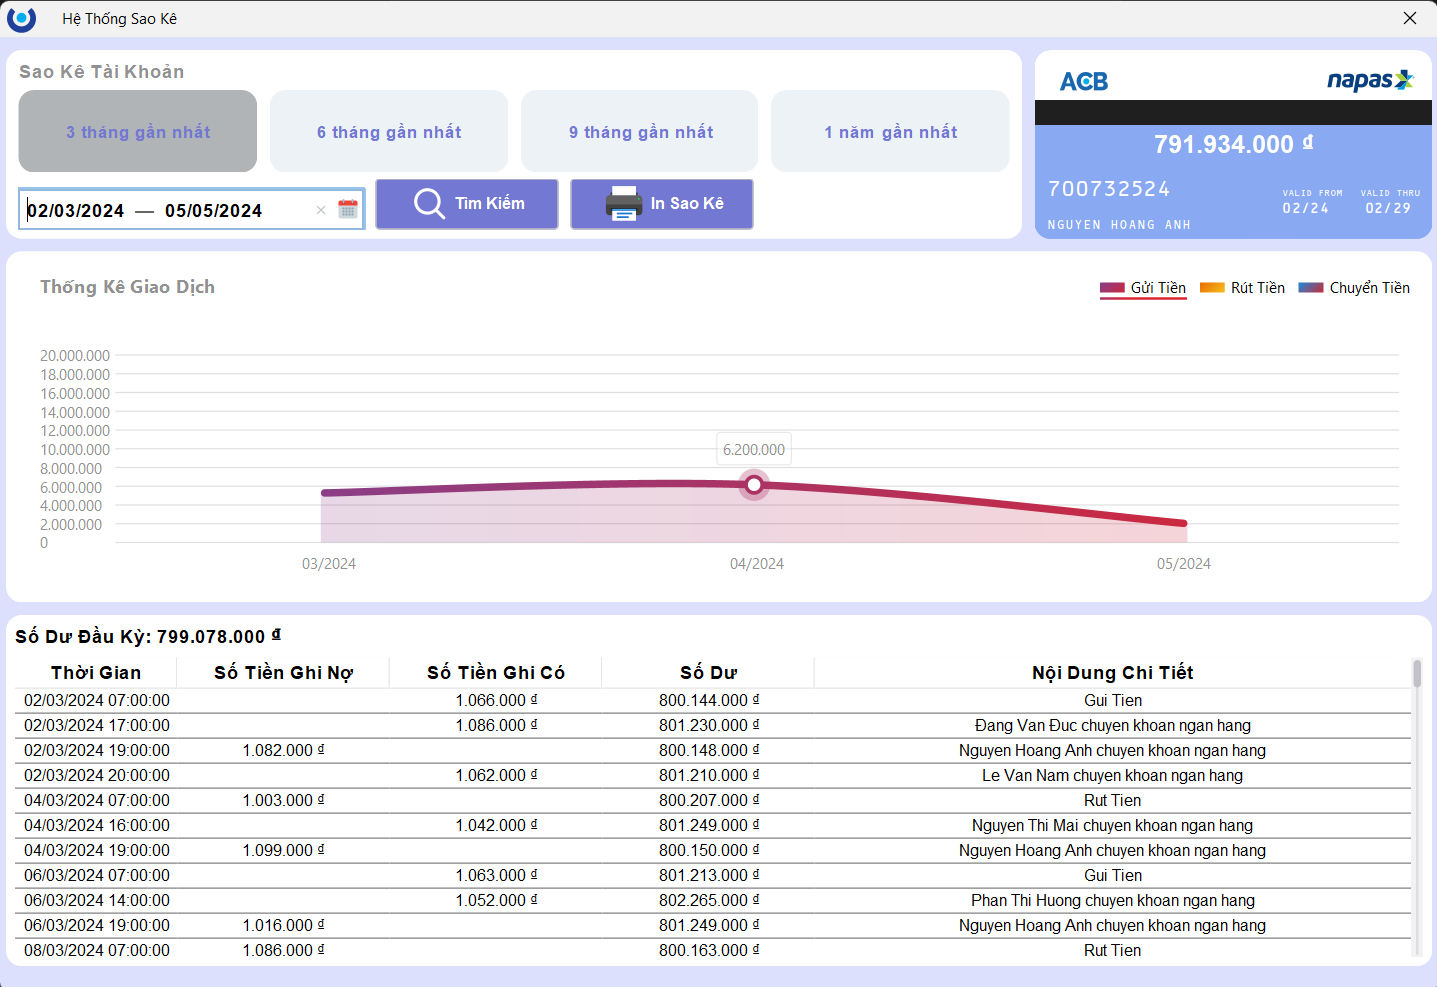 Hệ Thống Sao Kê
Sao Kê Tài Khoản
3 tháng gần nhất
6 tháng gần nhất
9 tháng gần nhất
1 năm gần nhất
02/03/2024 — 05/05/2024
Tìm Kiếm
In Sao Kê
ACB
napas
791.934.000 ₫
700732524
VALID FROM VALID THRU
02/24 02/29
NGUYEN HOANG ANH
Thống Kê Giao Dịch
Gửi Tiền Rút Tiền Chuyển Tiền
20.000.000
18.000.000
16.000.000
14.000.000
12.000.000
10.000.000
8.000.000
6.000.000
4.000.000
2.000.000
0
6.200.000
03/2024 04/2024 05/2024
Số Dư Đầu Kỳ: 799.078.000 ₫
Thời Gian Số Tiền Ghi Nợ Số Tiền Ghi Có Số Dư Nội Dung Chi Tiết
02/03/2024 07:00:00 1.066.000 ₫ 800.144.000 ₫ Gui Tien
02/03/2024 17:00:00 1.086.000 ₫ 801.230.000 ₫ Đang Van Đuc chuyen khoan ngan hang
02/03/2024 19:00:00 1.082.000 ₫ 800.148.000 ₫ Nguyen Hoang Anh chuyen khoan ngan hang
02/03/2024 20:00:00 1.062.000 ₫ 801.210.000 ₫ Le Van Nam chuyen khoan ngan hang
04/03/2024 07:00:00 1.003.000 ₫ 800.207.000 ₫ Rut Tien
04/03/2024 16:00:00 1.042.000 ₫ 801.249.000 ₫ Nguyen Thi Mai chuyen khoan ngan hang
04/03/2024 19:00:00 1.099.000 ₫ 800.150.000 ₫ Nguyen Hoang Anh chuyen khoan ngan hang
06/03/2024 07:00:00 1.063.000 ₫ 801.213.000 ₫ Gui Tien
06/03/2024 14:00:00 1.052.000 ₫ 802.265.000 ₫ Phan Thi Huong chuyen khoan ngan hang
06/03/2024 19:00:00 1.016.000 ₫ 801.249.000 ₫ Nguyen Hoang Anh chuyen khoan ngan hang
08/03/2024 07:00:00 1.086.000 ₫ 800.163.000 ₫ Rut Tien